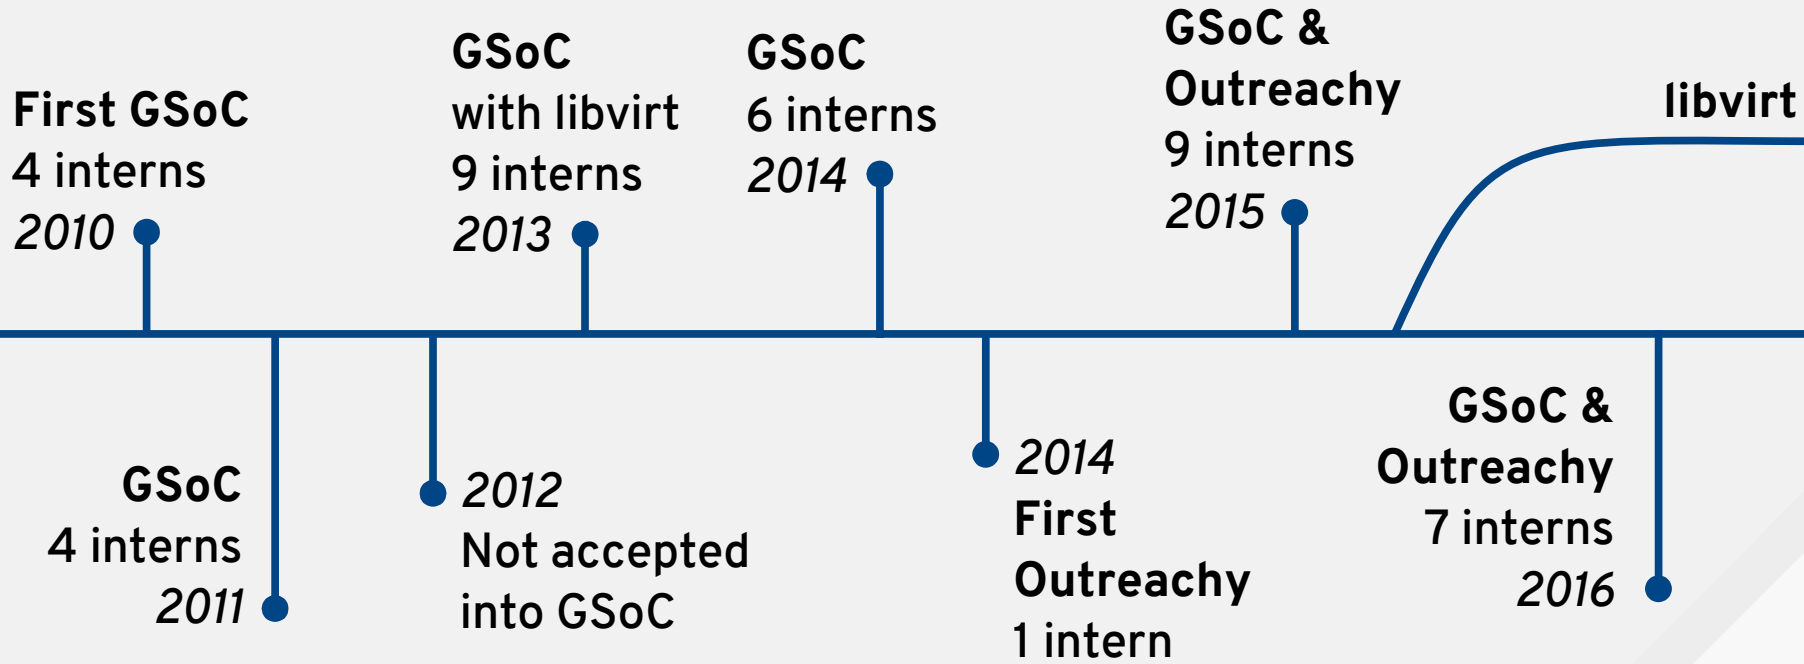 First GSoC
4 interns
2010
GSoC
4 interns
2011
2012
Not accepted
into GSoC
GSoC
with libvirt
9 interns
2013
GSoC
6 interns
2014
2014
First
Outreachy
1 intern
GSoC &
Outreachy
9 interns
2015
libvirt
GSoC &
Outreachy
7 interns
2016